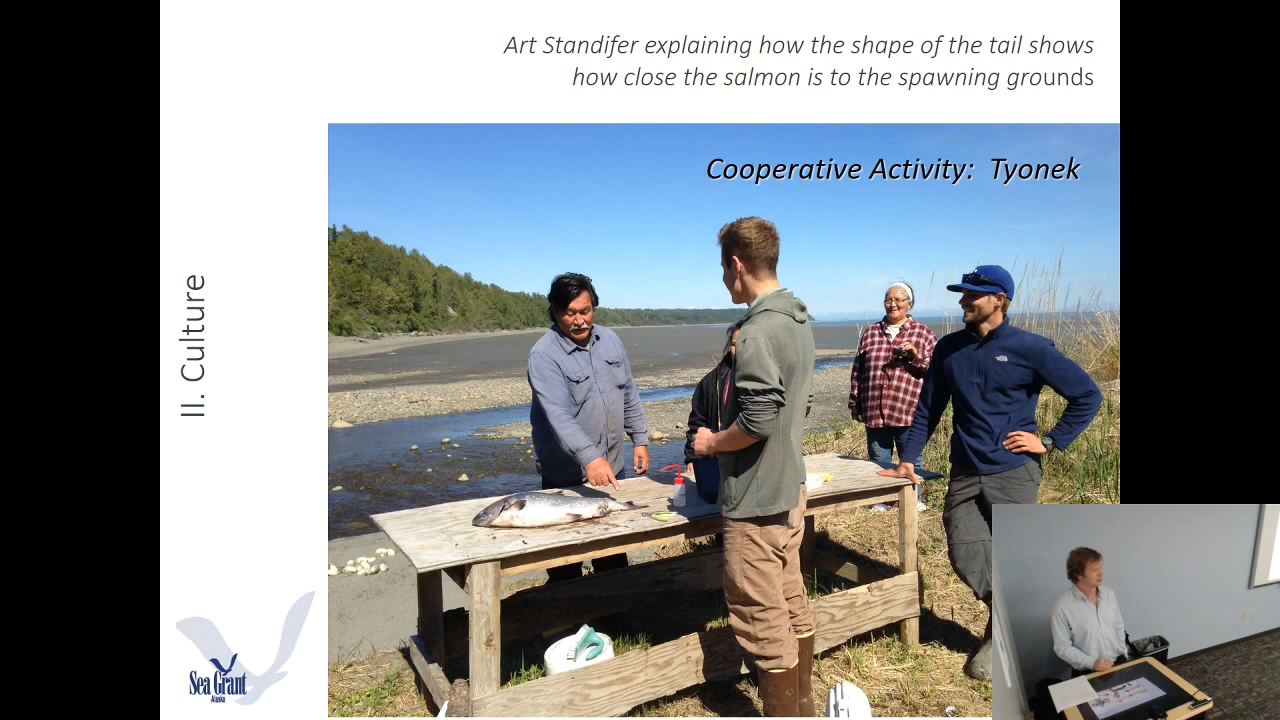 Art Standifer explaining how the shape of the tail shows
how close the salmon is to the spawning grounds
Cooperative Activity:  Tyonek
II. Culture
Sea Grant
Alaska